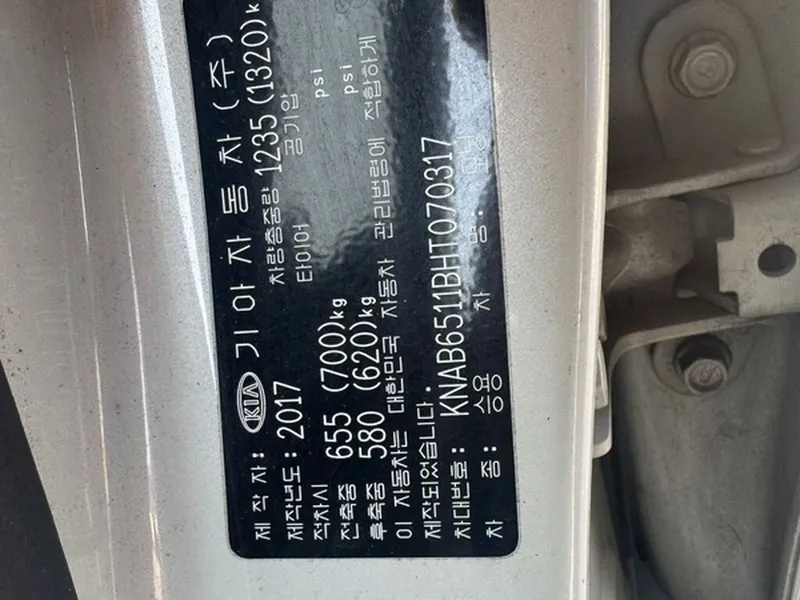 제 작 자: KIA 기 아 자 동 차 ( 주 )
제작년도: 2017 차량총중량 1235 (1320)k
적차시 타이어 공기압
전축중 655 (700)kg psi
후축중 580 (620)kg psi
이 자동차는 대한민국 자동차 관리법령에 적합하게
제작되었습니다.
차대번호: KNAB6511BHT070317
차 종: 승용 차 명: 모닝